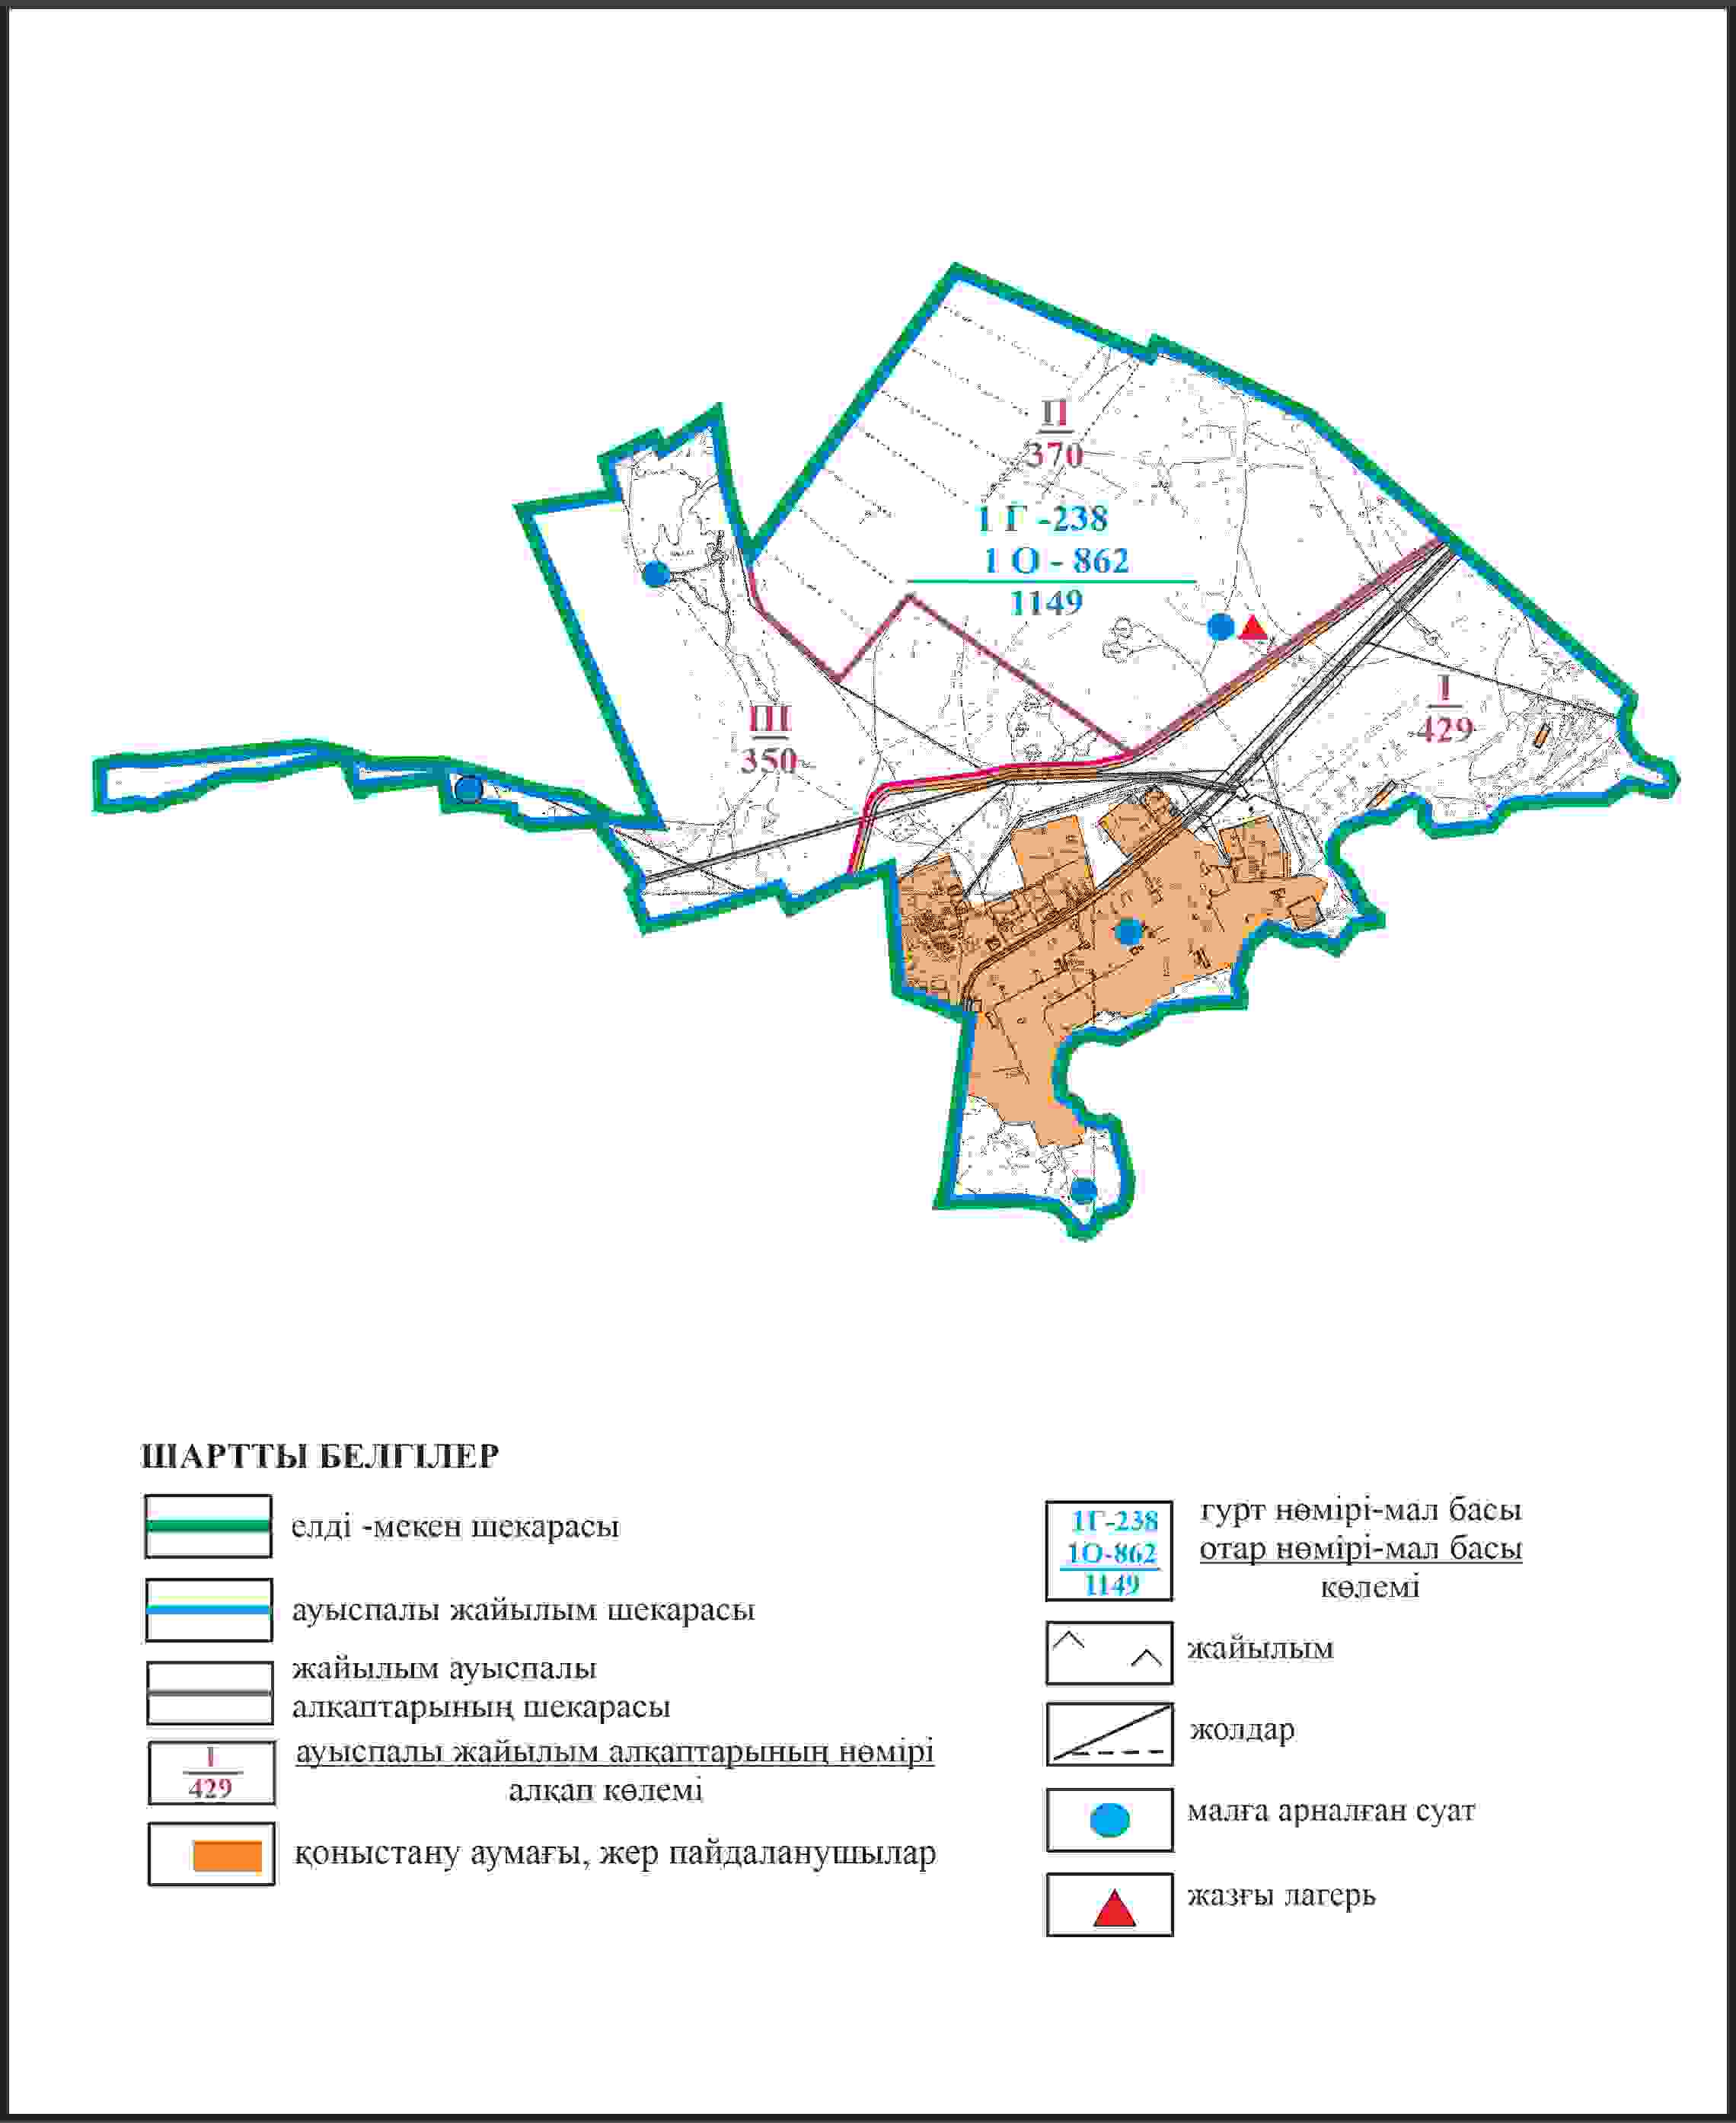 II
370
1 Г -238
1 О - 862
1149
I
429
III
350
ШАРТТЫ БЕЛГІЛЕР
елді -мекен шекарасы
ауыспалы жайылым шекарасы
жайылым ауыспалы
алқаптарының шекарасы
I
429
ауыспалы жайылым алқаптарының нөмірі
алқап көлемі
қоныстану аумағы, жер пайдаланушылар
1Г-238
1О-862
1149
гурт нөмірі-мал басы
отар нөмірі-мал басы
көлемі
жайылым
жолдар
малға арналған суат
жазғы лагерь